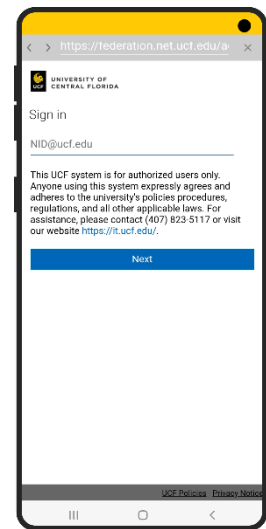 https://federation.net.ucf.edu/a
UCF
UNIVERSITY OF
CENTRAL FLORIDA
Sign in
NID@ucf.edu
This UCF system is for authorized users only.
Anyone using this system expressly agrees and
adheres to the university's policies procedures,
regulations, and all other applicable laws. For
assistance, please contact (407) 823-5117 or visit
our website https://it.ucf.edu/.
Next
UCF Policies Privacy Notice